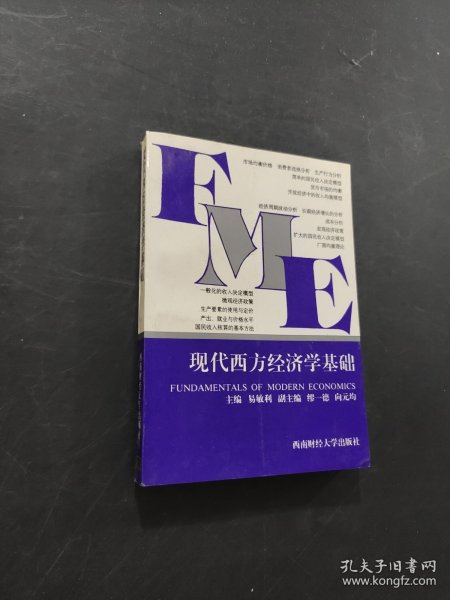 市场均衡价格 消费者选择分析 生产行为分析
简单的国民收入决定模型
货币市场的均衡
开放经济中的收入均衡模型
经济周期波动分析 长期经济增长的分析
成本分析
宏观经济政策
扩大的国民收入决定模型
厂商均衡理论
FME
一般化的收入决定模型
微观经济政策
生产要素的使用与定价
产出、就业与价格水平
国民收入核算的基本方法
现代西方经济学基础
FUNDAMENTALS OF MODERN ECONOMICS
主编 易敏利 副主编 缪一德 向元均
西南财经大学出版社
孔夫子旧书网
www.kongfz.com